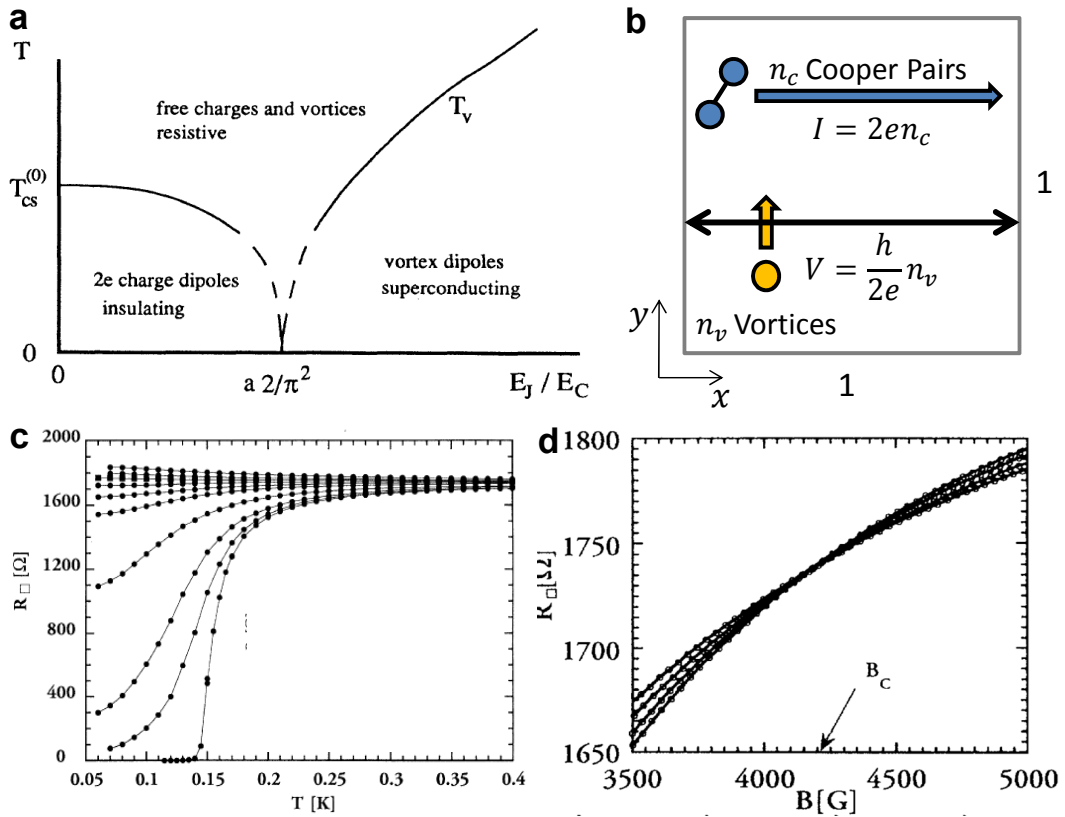 a
T
free charges and vortices
resistive
T_v
T_cs^(0)
2e charge dipoles
insulating
vortex dipoles
superconducting
0
0
a 2/π²
E_J / E_C
b
n_c Cooper Pairs
I = 2en_c
1
V = h/2e n_v
n_v Vortices
y
x
1
c
2000
1600
1200
800
400
0
R_□ [Ω]
0.05 0.1 0.15 0.2 0.25 0.3 0.35 0.4
T [K]
d
1800
1750
1700
1650
R_□[Ω]
B_C
3500 4000 4500 5000
B[G]